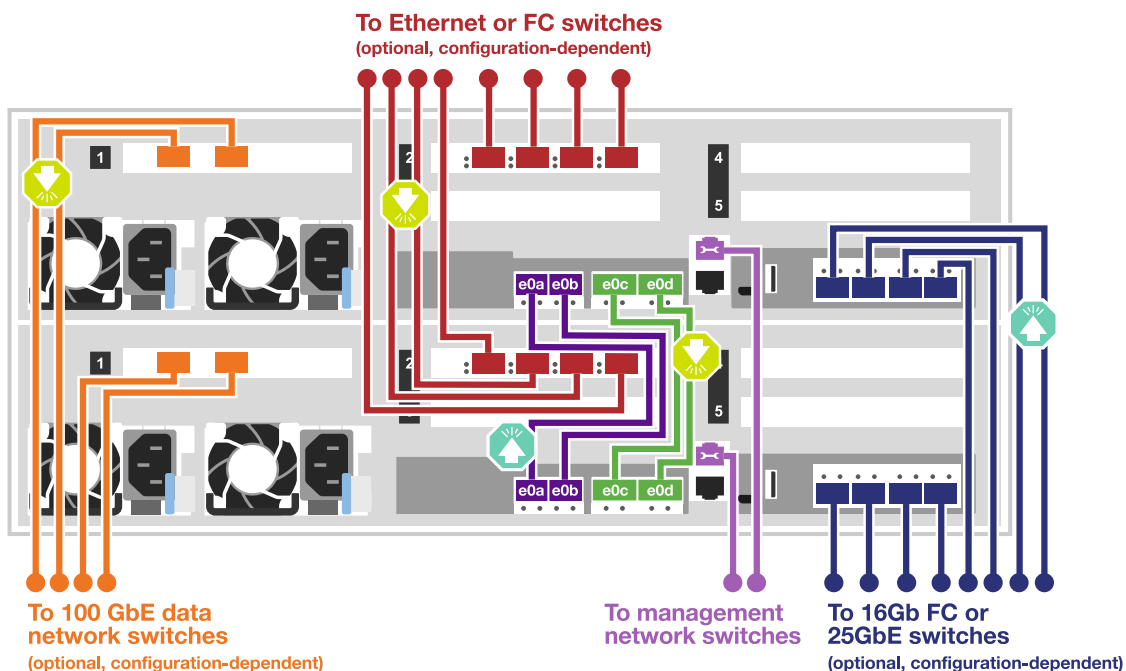 To Ethernet or FC switches
(optional, configuration-dependent)
1
2
4
5
e0a e0b e0c e0d
1
2
5
e0a e0b e0c e0d
To 100 GbE data
network switches
(optional, configuration-dependent)
To management
network switches
To 16Gb FC or
25GbE switches
(optional, configuration-dependent)